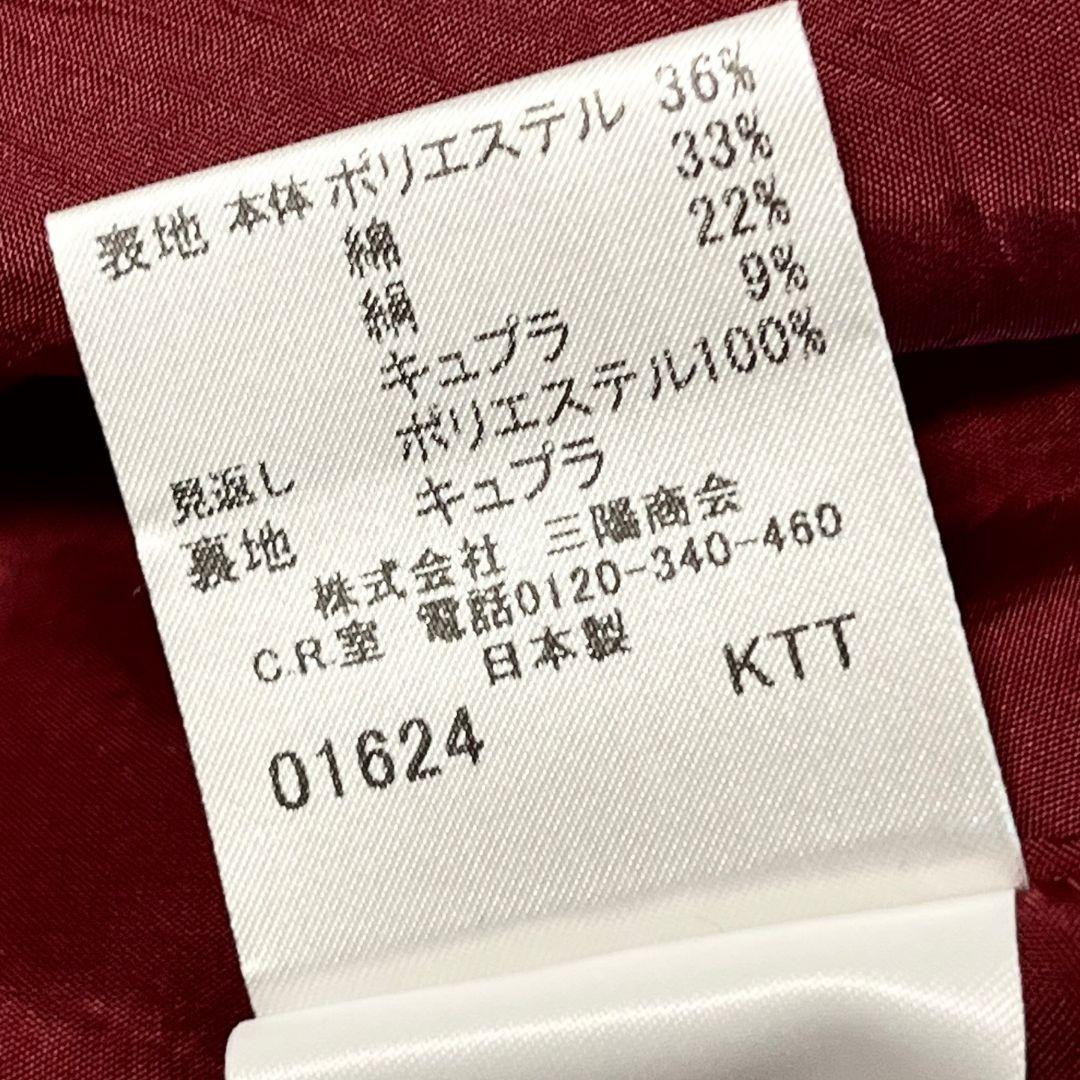 表地 本体 ポリエステル 36%
綿 33%
絹 22%
キュプラ 9%
見返し ポリエステル100%
裏地 キュプラ
株式会社 三陽商会
C.R室 電話0120-340-460
日本製
01624 KTT